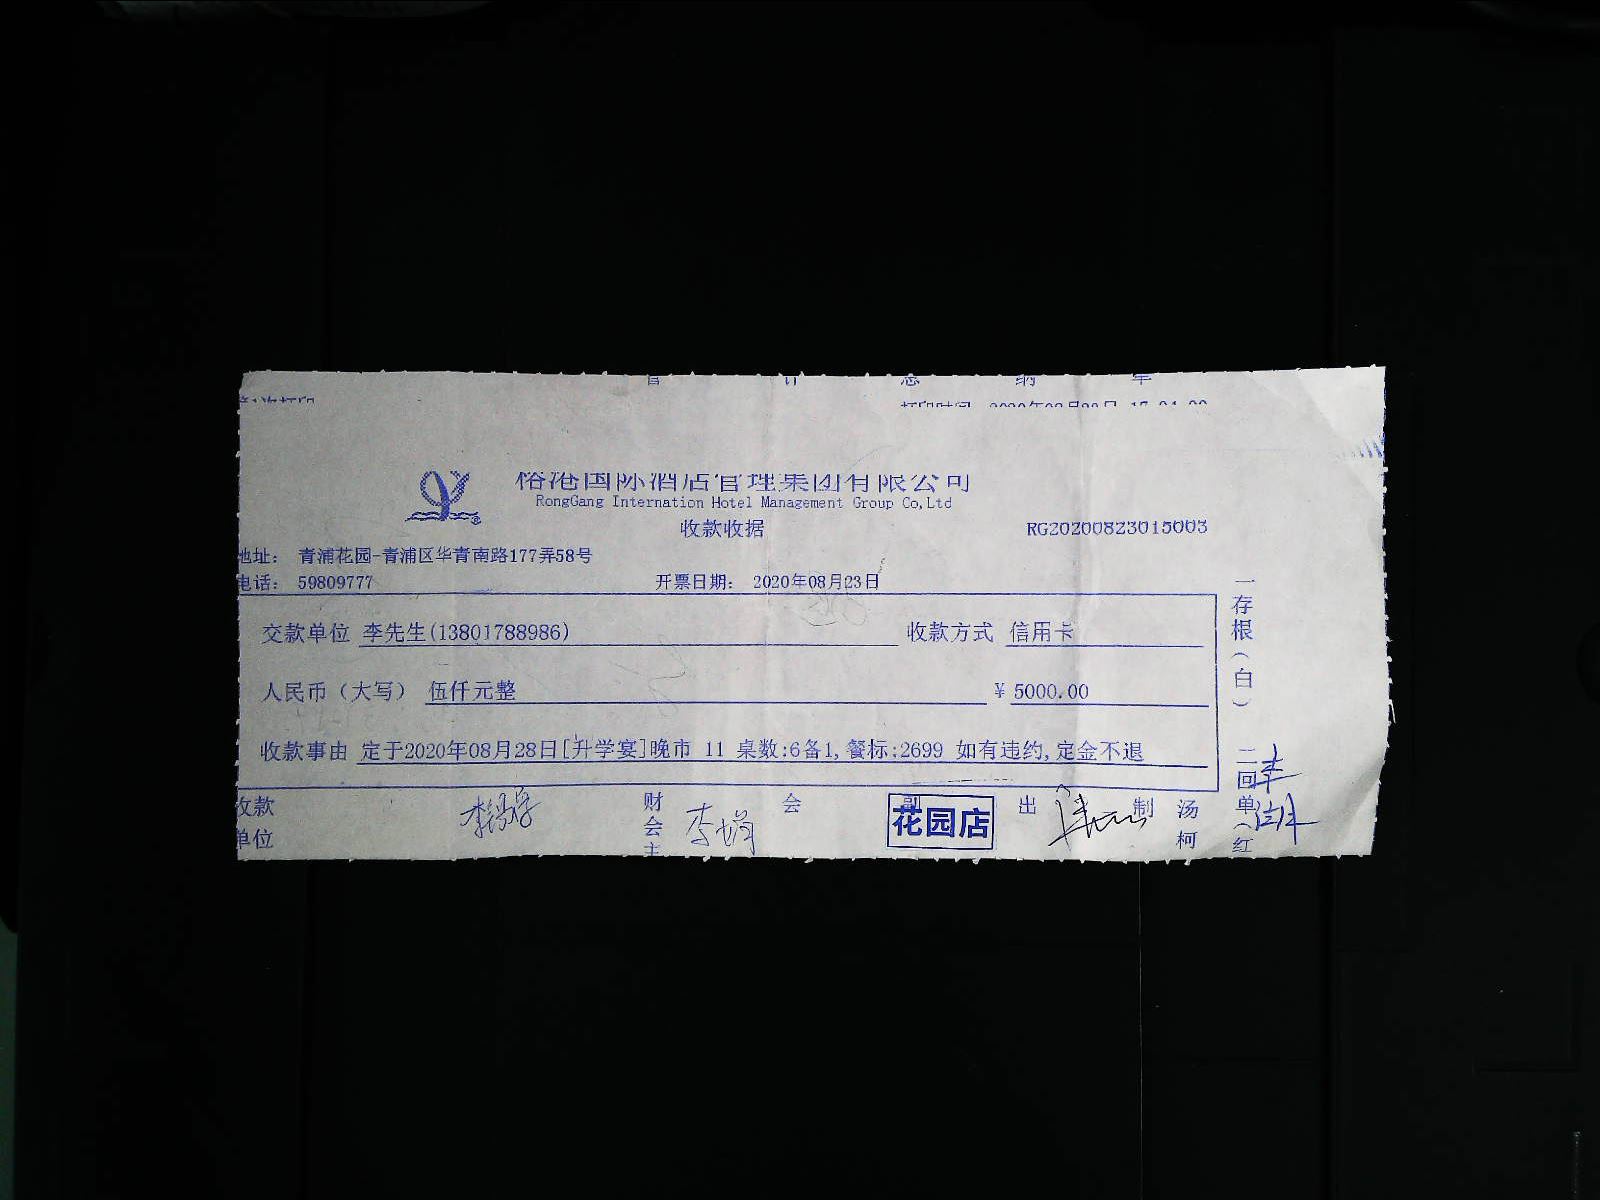 国际酒店管理集团有限公司
RongGang Internation Hotel Management Group Co,Ltd
收款收据
RG20200823015003
地址： 青浦花园-青浦区华青南路177弄58号
电话： 59809777
开票日期： 2020年08月23日
交款单位 李先生(13801788986) 收款方式 信用卡
人民币（大写） 伍仟元整 ￥ 5000.00
收款事由 定于2020年08月28日[升学宴]晚市 11 桌数:6备1,餐标:2699 如有违约,定金不退
收款单位
财会主
会
出
制
汤柯
花园店
一存根（白）
二回单（红